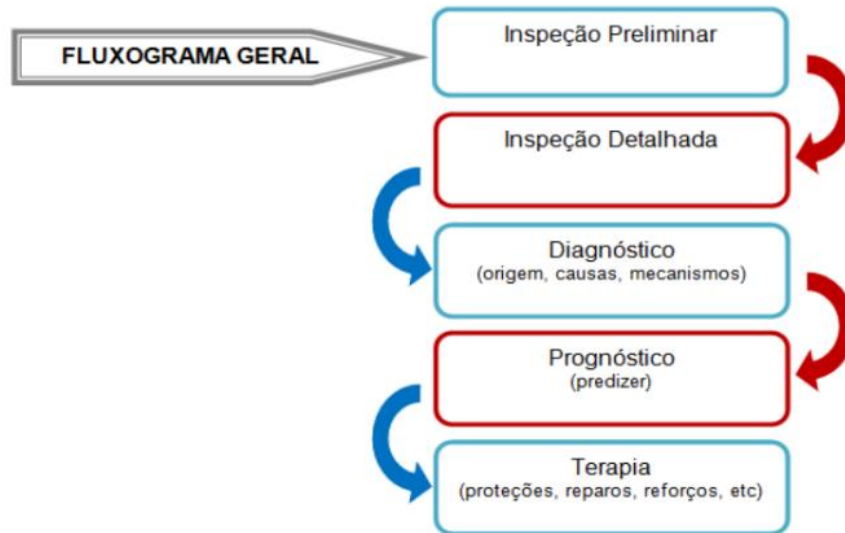 FLUXOGRAMA GERAL
Inspeção Preliminar
Inspeção Detalhada
Diagnóstico
(origem, causas, mecanismos)
Prognóstico
(predizer)
Terapia
(proteções, reparos, reforços, etc)